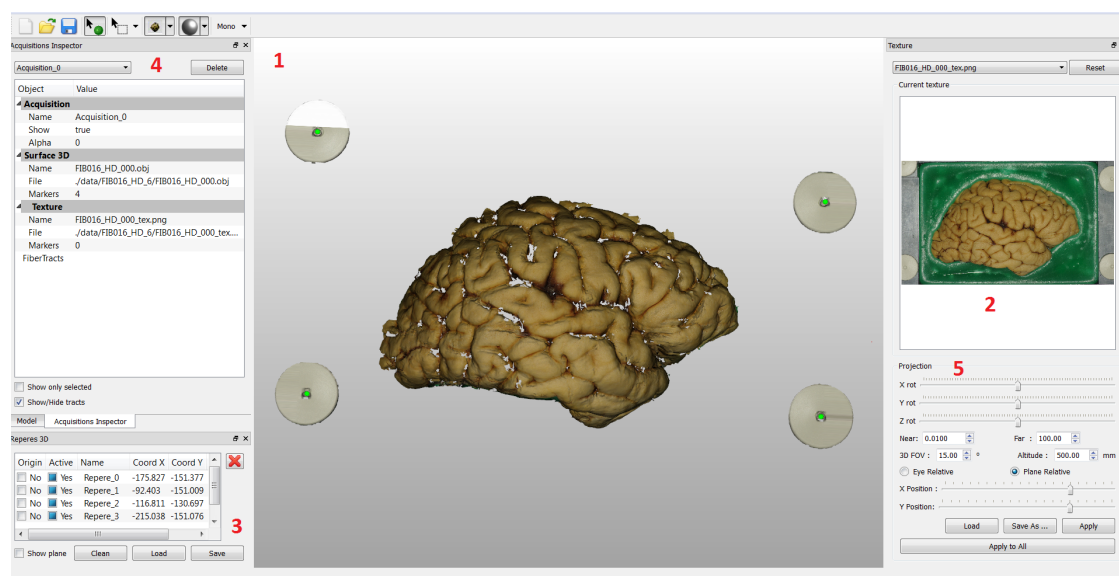 Mono
Acquisitions Inspector
Acquisition_0
4
Delete
Object Value
Acquisition
Name Acquisition_0
Show true
Alpha 0
Surface 3D
Name FIB016_HD_000.obj
File ./data/FIB016_HD_6/FIB016_HD_000.obj
Markers 4
Texture
Name FIB016_HD_000_tex.png
File ./data/FIB016_HD_6/FIB016_HD_000_tex....
Markers 0
FiberTracts
Show only selected
Show/Hide tracts
Model Acquisitions Inspector
Reperes 3D
Origin Active Name Coord X Coord Y
No Yes Repere_0 -175.827 -151.377
No Yes Repere_1 -92.403 -151.009
No Yes Repere_2 -116.811 -130.697
No Yes Repere_3 -215.038 -151.076
3
Show plane Clean Load Save
1
Texture
FIB016_HD_000_tex.png Reset
Current texture
2
Projection
5
X rot
Y rot
Z rot
Near: 0.0100 Far : 100.00
3D FOV : 15.00 ° Altitude : 500.00 mm
Eye Relative Plane Relative
X Position :
Y Position:
Load Save As ... Apply
Apply to All